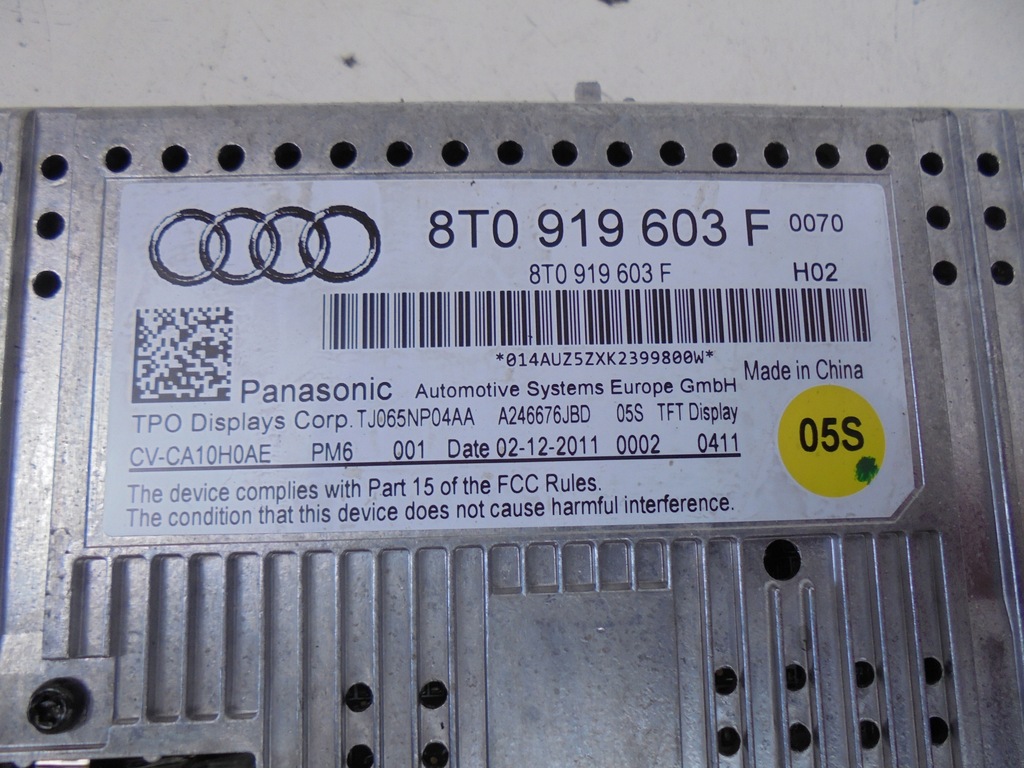 8T0 919 603 F 0070
8T0 919 603 F H02
*014AUZ5ZXK2399800W*
Made in China
Panasonic Automotive Systems Europe GmbH
TPO Displays Corp. TJ065NP04AA A246676JBD 05S TFT Display
CV-CA10H0AE PM6 001 Date 02-12-2011 0002 0411
05S
The device complies with Part 15 of the FCC Rules.
The condition that this device does not cause harmful interference.